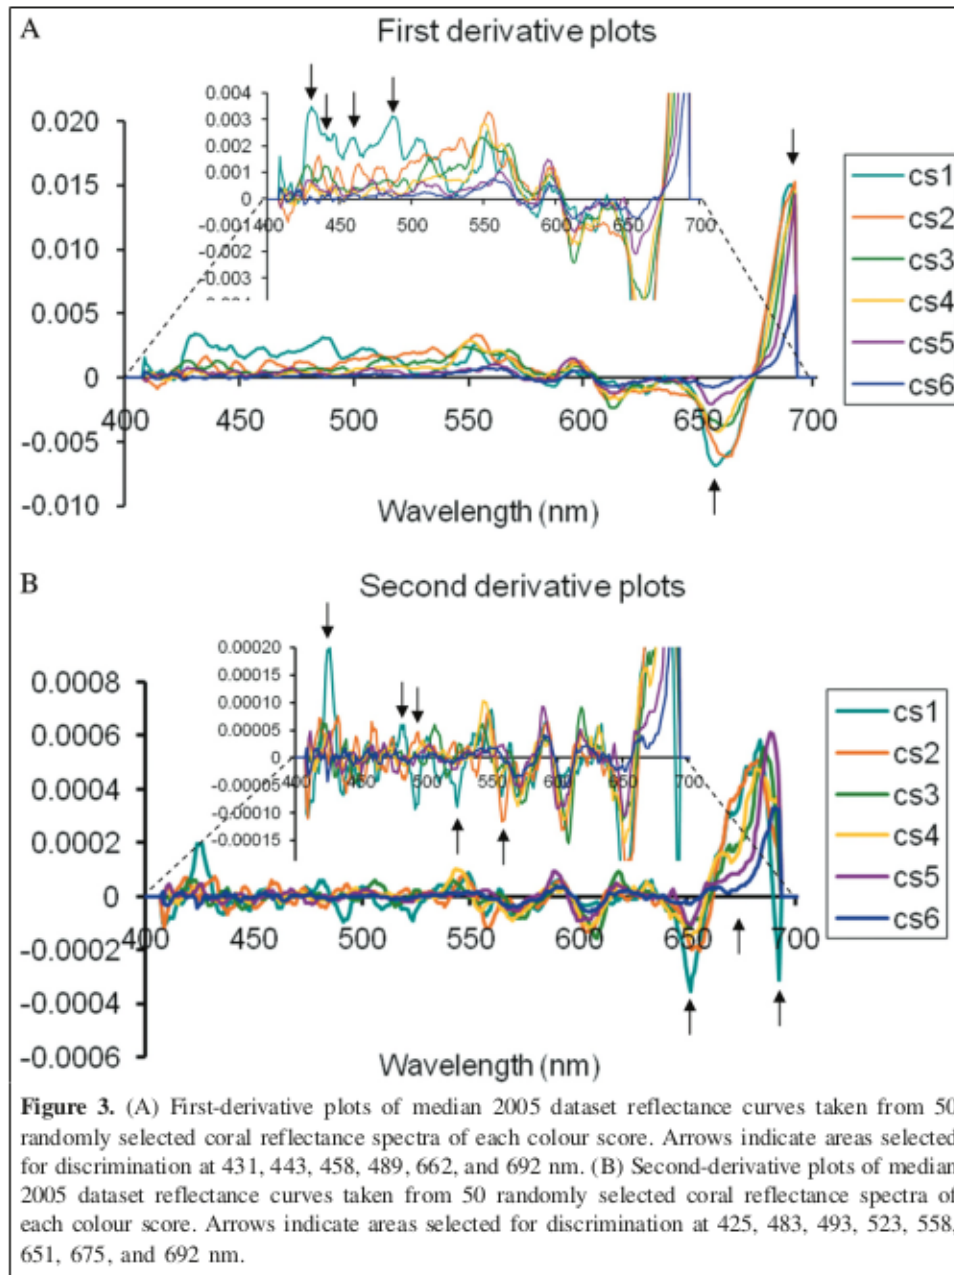 A
First derivative plots
0.004
0.003
0.002
0.001
0
-0.001
-0.002
-0.003
400 450 500 550 600 650 700
0.020
0.015
0.010
0.005
0
-0.005
-0.010
400 450 500 550 600 650 700
Wavelength (nm)
cs1
cs2
cs3
cs4
cs5
cs6
B
Second derivative plots
0.00020
0.00015
0.00010
0.00005
0
-0.00005
-0.00010
-0.00015
400 450 500 550 600 650 700
0.0008
0.0006
0.0004
0.0002
0
-0.0002
-0.0004
-0.0006
400 450 500 550 600 650 700
Wavelength (nm)
cs1
cs2
cs3
cs4
cs5
cs6
Figure 3. (A) First-derivative plots of median 2005 dataset reflectance curves taken from 50
randomly selected coral reflectance spectra of each colour score. Arrows indicate areas selected
for discrimination at 431, 443, 458, 489, 662, and 692 nm. (B) Second-derivative plots of median
2005 dataset reflectance curves taken from 50 randomly selected coral reflectance spectra of
each colour score. Arrows indicate areas selected for discrimination at 425, 483, 493, 523, 558,
651, 675, and 692 nm.